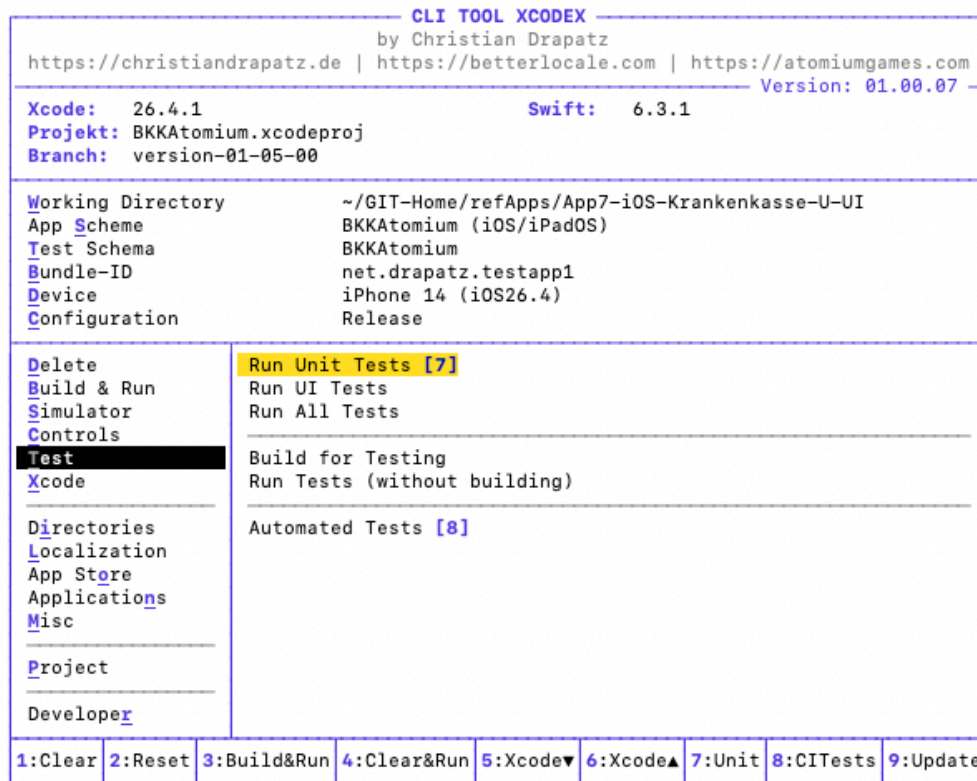 CLI TOOL XCODEX
by Christian Drapatz
https://christiandrapatz.de | https://betterlocale.com | https://atomiumgames.com
Version: 01.00.07
Xcode: 26.4.1 Swift: 6.3.1
Projekt: BKKAtomium.xcodeproj
Branch: version-01-05-00
Working Directory ~/GIT-Home/refApps/App7-iOS-Krankenkasse-U-UI
App Scheme BKKAtomium (iOS/iPadOS)
Test Schema BKKAtomium
Bundle-ID net.drapatz.testapp1
Device iPhone 14 (iOS26.4)
Configuration Release
Delete
Build & Run
Simulator
Controls
Test
Xcode
Directories
Localization
App Store
Applications
Misc
Project
Developer
Run Unit Tests [7]
Run UI Tests
Run All Tests
Build for Testing
Run Tests (without building)
Automated Tests [8]
1:Clear 2:Reset 3:Build&Run 4:Clear&Run 5:Xcode▼ 6:Xcode▲ 7:Unit 8:CITests 9:Update